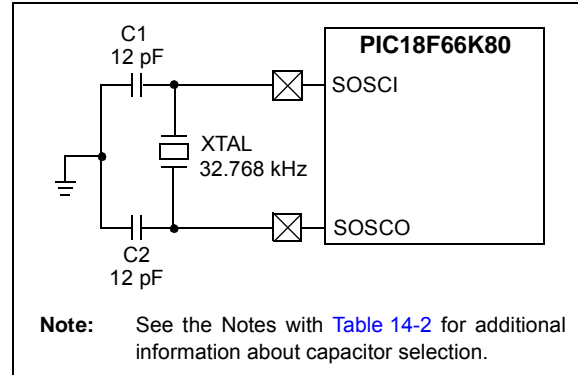 C1
12 pF
PIC18F66K80
SOSCI
XTAL
32.768 kHz
SOSCO
C2
12 pF
Note: See the Notes with Table 14-2 for additional
information about capacitor selection.